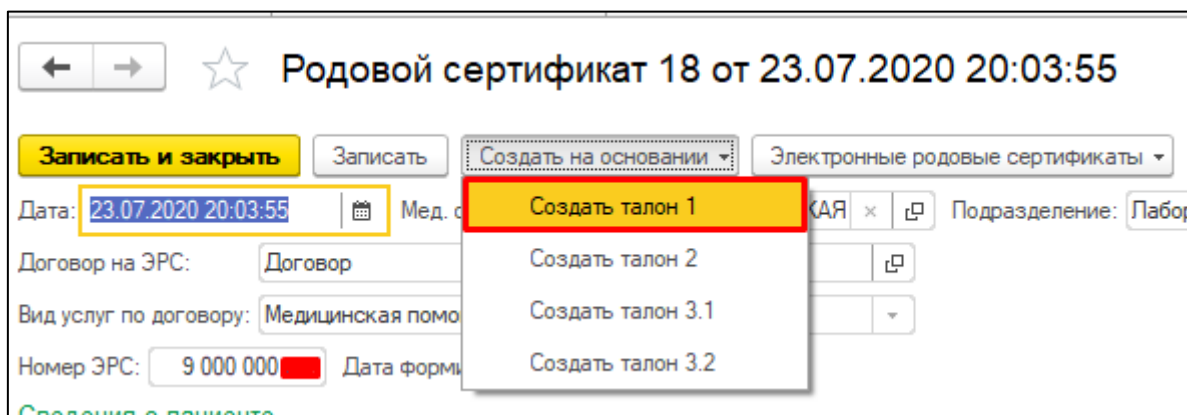 Родовой сертификат 18 от 23.07.2020 20:03:55
Записать и закрыть Записать Создать на основании Электронные родовые сертификаты
Дата: 23.07.2020 20:03:55 Мед. Создать талон 1 КАЯ Подразделение:
Договор на ЭРС: Договор Создать талон 2
Вид услуг по договору: Медицинская Создать талон 3.1
Номер ЭРС: 9 000 000 Дата Создать талон 3.2
Сведения о пациенте